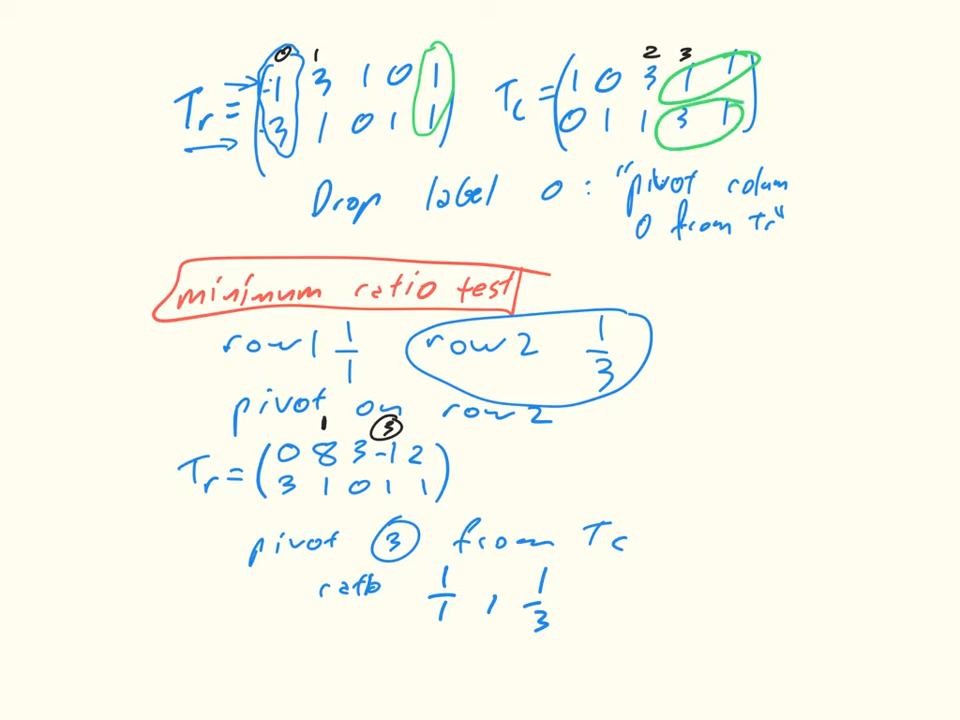 0 1 2 3
Tr = (1 3 1 0 1 Tc = (1 0 3 1 1
3 1 0 1 1) 0 1 1 3 1)
Drop label 0 : "pivot colum
0 from Tr"
minimum ratio test
row 1 1/1 row 2 1/3
pivot on row 2
1 3
Tr = (0 8 3 -1 2
3 1 0 1 1)
pivot 3 from Tc
ratio 1/1 , 1/3